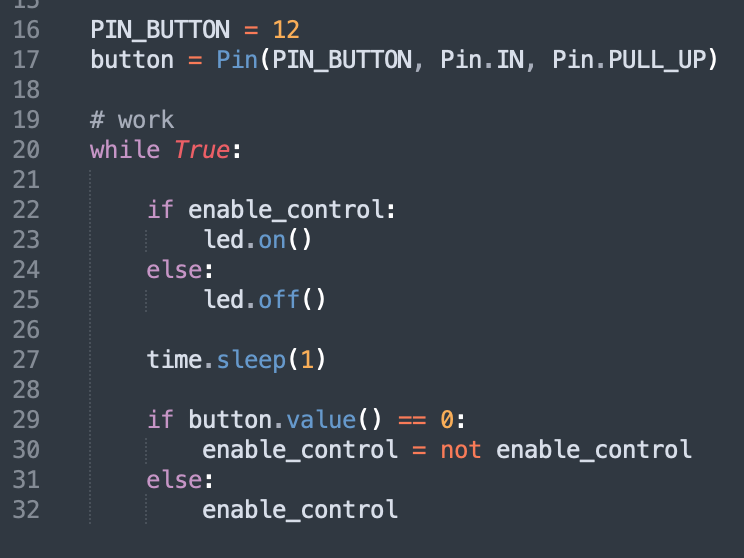 16 PIN_BUTTON = 12
17 button = Pin(PIN_BUTTON, Pin.IN, Pin.PULL_UP)
18
19 # work
20 while True:
21
22     if enable_control:
23         led.on()
24     else:
25         led.off()
26
27     time.sleep(1)
28
29     if button.value() == 0:
30         enable_control = not enable_control
31     else:
32         enable_control